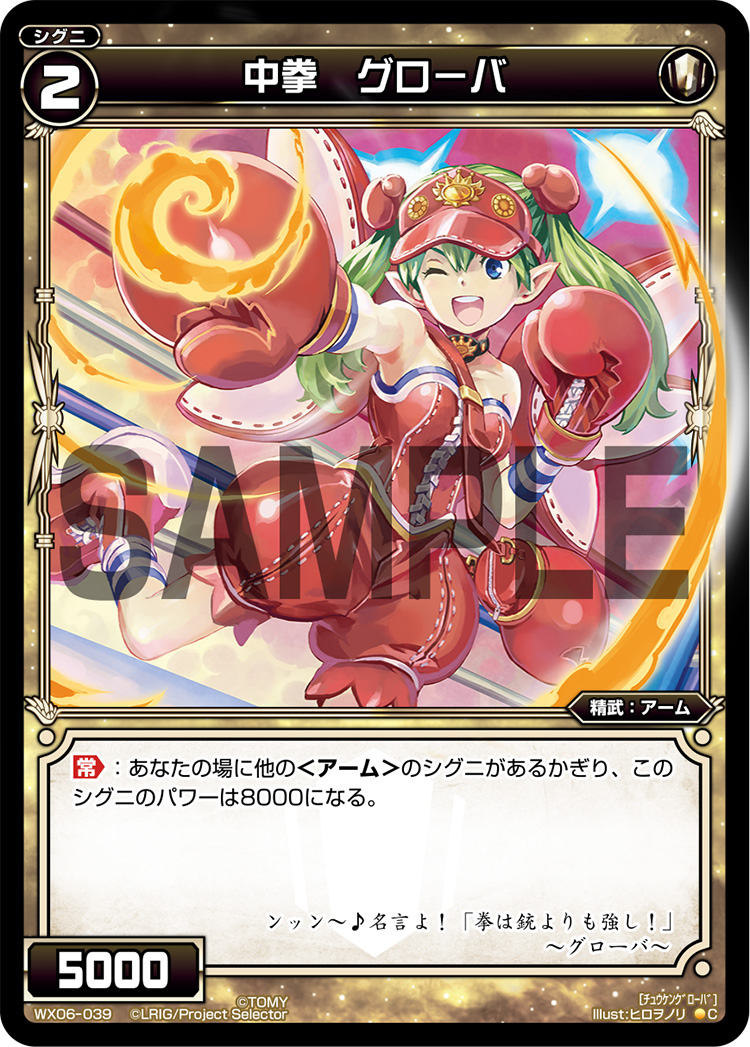 シグニ
2
中拳　グローバ
SAMPLE
精武：アーム
常：あなたの場に他の＜アーム＞のシグニがあるかぎり、この
シグニのパワーは8000になる。
ンッン～♪名言よ！「拳は銃よりも強し！」
～グローバ～
5000
WX06-039
©TOMY
©LRIG/Project Selector
[チュウケングローバ]
Illust:ヒロヲノリ
C